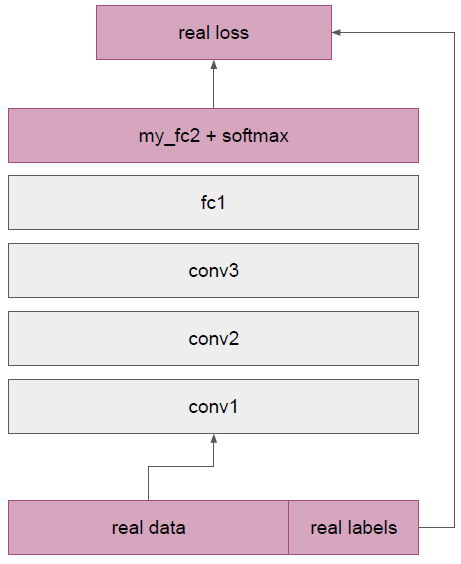 real loss
my_fc2 + softmax
fc1
conv3
conv2
conv1
real data
real labels